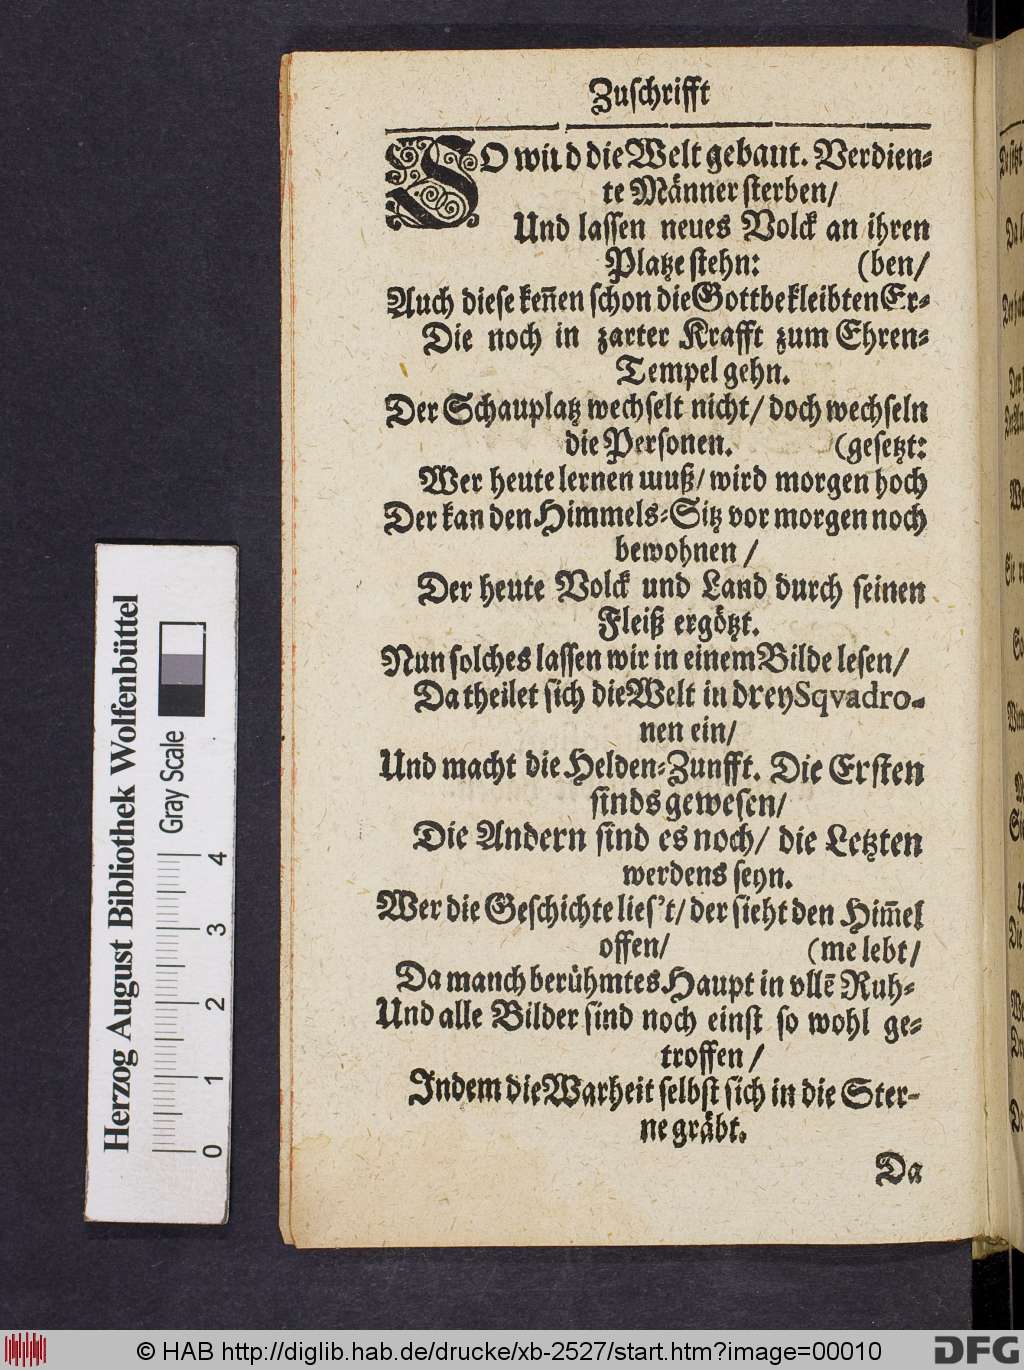 Zuſchrifft
SO wird die Welt gebaut. Verdien⸗
te Männer ſterben/
Und laſſen neues Volck an ihren
Platze ſtehn: (ben/
Auch dieſe keñen ſchon die Gottbekleibten Er⸗
Die noch in zarter Krafft zum Ehren⸗
Tempel gehn.
Der Schauplatz wechſelt nicht/ doch wechſeln
die Perſonen. (geſetzt:
Wer heute lernen muß/ wird morgen hoch
Der kan den Himmels⸗Sitz vor morgen noch
bewohnen /
Der heute Volck und Land durch ſeinen
Fleiß ergötzt.
Nun ſolches laſſen wir in einem Bilde leſen/
Da theilet ſich die Welt in drey Sqvadro⸗
nen ein/
Und macht die Helden⸗Zunfft. Die Erſten
ſinds geweſen/
Die Andern ſind es noch/ die Letzten
werdens ſeyn.
Wer die Geſchichte lieſ't/ der ſieht den Him̃el
offen/ (me lebt/
Da manch berühmtes Haupt in vllē Ruh⸗
Und alle Bilder ſind noch einſt ſo wohl ge⸗
troffen /
Indem die Warheit ſelbſt ſich in die Ster⸗
ne gräbt.
Da
Herzog August Bibliothek Wolfenbüttel
Gray Scale
0 1 2 3 4
© HAB http://diglib.hab.de/drucke/xb-2527/start.htm?image=00010
DFG